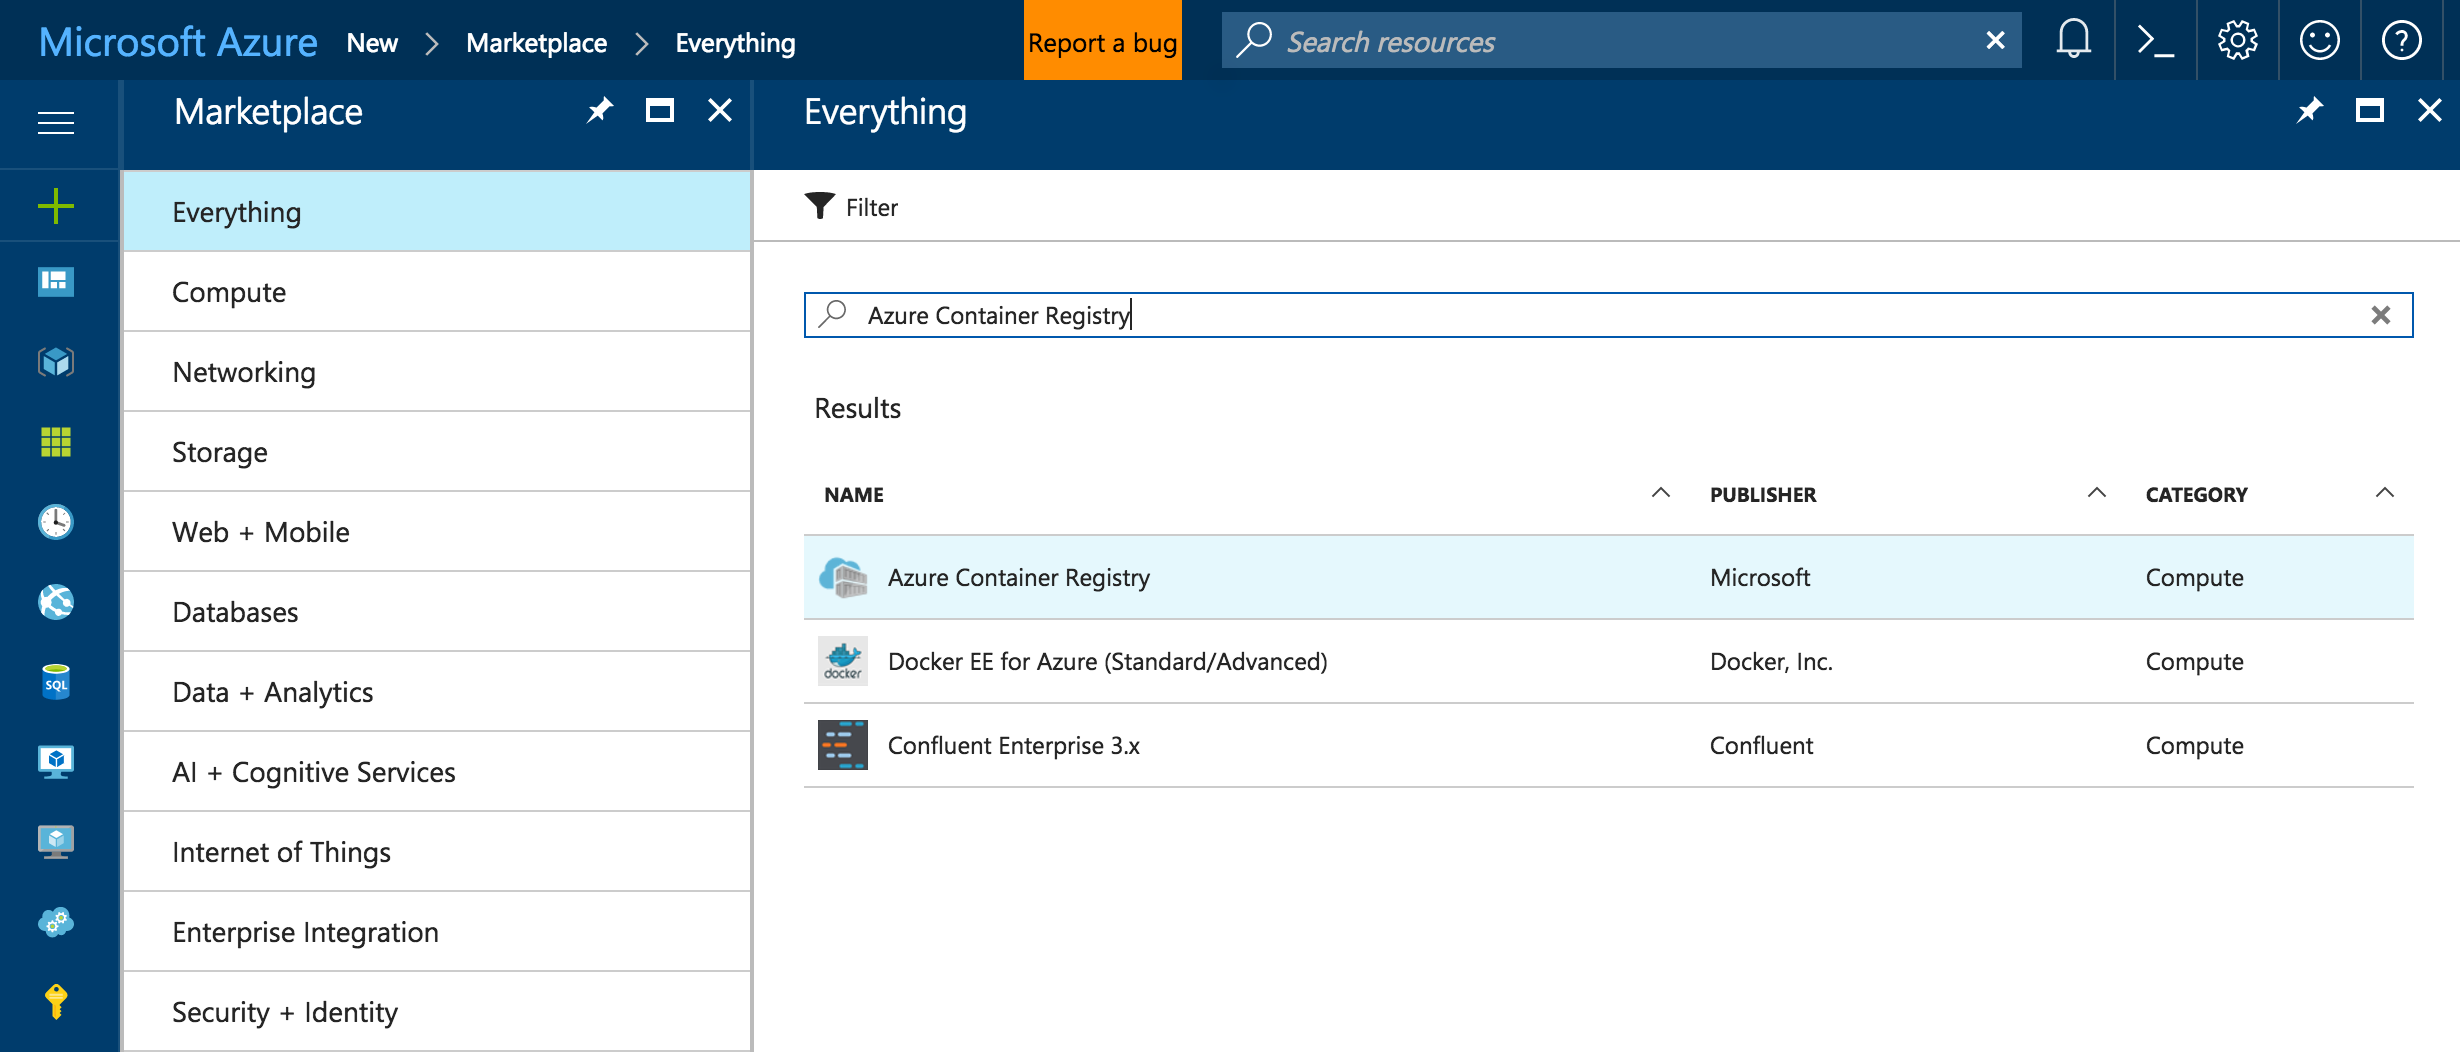 Microsoft Azure New Marketplace Everything Report a bug Search resources
Marketplace
Everything
Everything
Compute
Networking
Storage
Web + Mobile
Databases
Data + Analytics
AI + Cognitive Services
Internet of Things
Enterprise Integration
Security + Identity
SQL
Filter
Azure Container Registry
Results
NAME PUBLISHER CATEGORY
Azure Container Registry Microsoft Compute
docker Docker EE for Azure (Standard/Advanced) Docker, Inc. Compute
Confluent Enterprise 3.x Confluent Compute